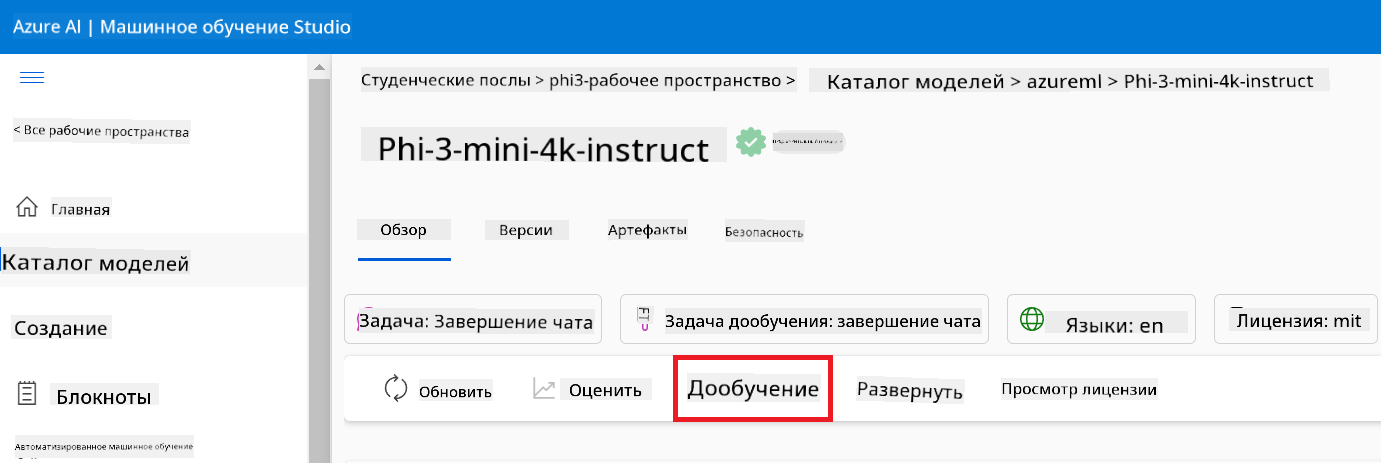 Azure AI | Машинное обучение Studio
Студенческие послы > phi3-рабочее пространство > Каталог моделей > azureml > Phi-3-mini-4k-instruct
< Все рабочие пространства
Phi-3-mini-4k-instruct
Главная
Обзор Версии Артефакты Безопасность
Каталог моделей
Создание
Задача: Завершение чата FT Задача дообучения: завершение чата Языки: en Лицензия: mit
Блокноты
Обновить Оценить Дообучение Развернуть Просмотр лицензии
Автоматизированное машинное обучение